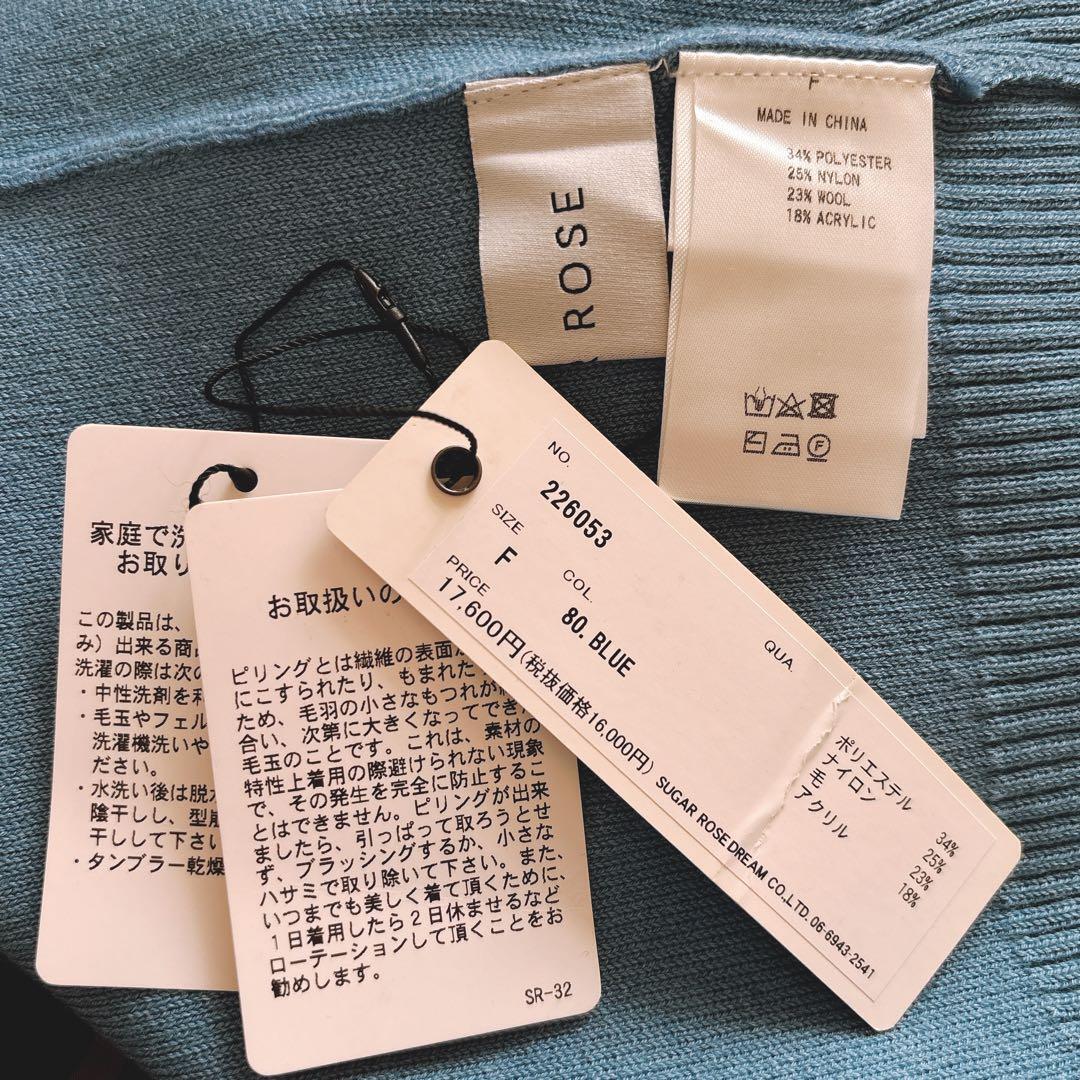 ROSE
F
MADE IN CHINA
34% POLYESTER
25% NYLON
23% WOOL
18% ACRYLIC
F
NO.
226053
SIZE
F
COL.
80. BLUE
PRICE
17,600円(税抜価格16,000円)
QUA
ポリエステル 34%
ナイロン 25%
毛 23%
アクリル 18%
SUGAR ROSE DREAM CO.,LTD. 06-6943-2541
家庭で洗
お取り
この製品は、
み）出来る商
洗濯の際は次の
・中性洗剤を
・毛玉やフェル
洗濯機洗いや
ださい。
・水洗い後は脱
陰干しし、型
干しして下さい
・タンブラー乾燥
お取扱いの
ピリングとは繊維の表面
にこすられたり、もまれた
ため、毛羽の小さなもつれが
合い、次第に大きくなってでき
毛玉のことです。これは、素材の
特性上着用の際避けられない現象
で、その発生を完全に防止するこ
とはできません。ピリングが出来
ましたら、引っぱって取ろうとせ
ず、ブラッシングするか、小さな
ハサミで取り除いて下さい。また、
いつまでも美しく着て頂くために、
1日着用したら2日休ませるなど
ローテーションして頂くことをお
勧めします。
SR-32